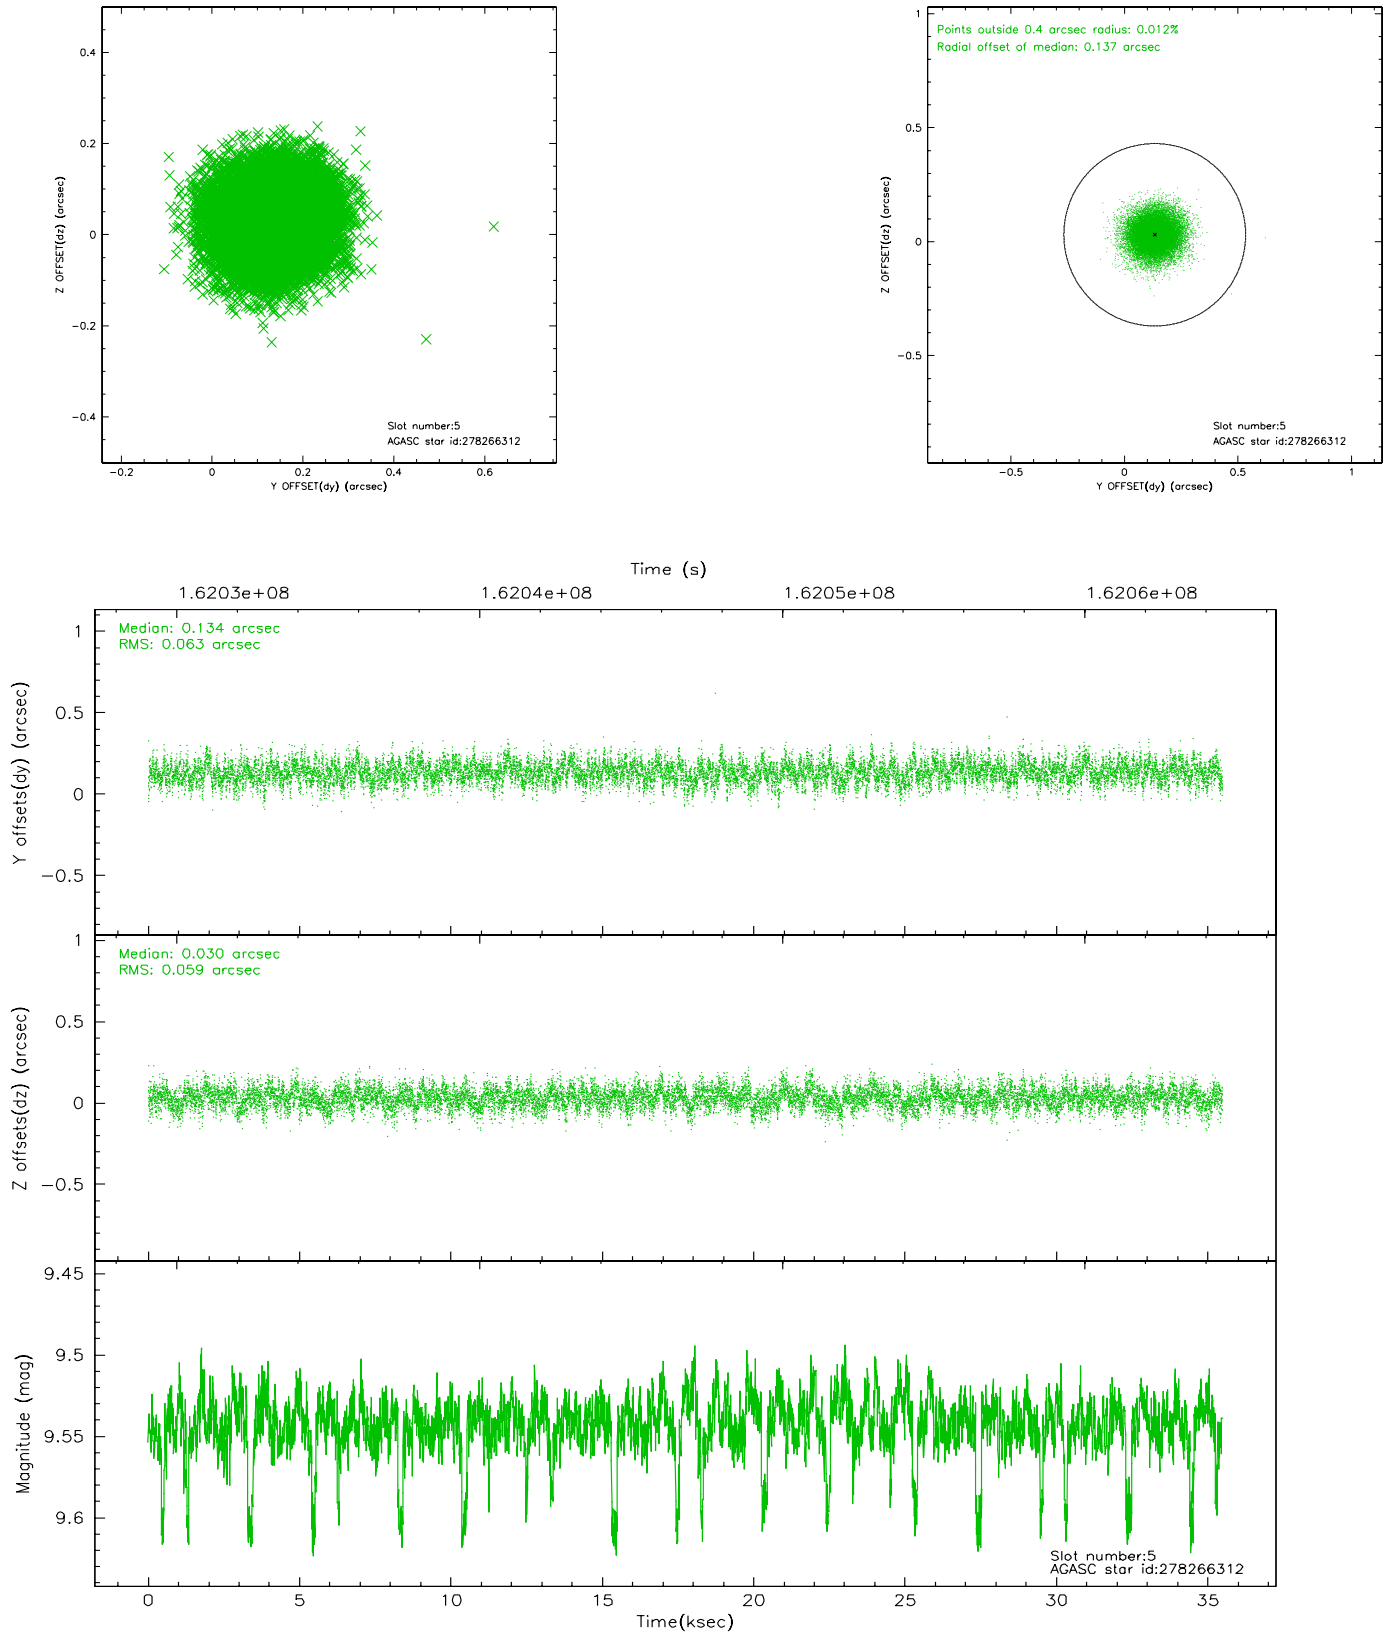 0.4
0.2
0
−0.2
−0.4
Z OFFSET(dz) (arcsec)
Slot number:5
AGASC star id:278266312
−0.2 0 0.2 0.4 0.6
Y OFFSET(dy) (arcsec)
Points outside 0.4 arcsec radius: 0.012%
Radial offset of median: 0.137 arcsec
1
0.5
0
−0.5
Z OFFSET(dz) (arcsec)
Slot number:5
AGASC star id:278266312
−0.5 0 0.5 1
Y OFFSET(dy) (arcsec)
Time (s)
1.6203e+08 1.6204e+08 1.6205e+08 1.6206e+08
Median: 0.134 arcsec
RMS: 0.063 arcsec
1
0.5
0
−0.5
Y offsets(dy) (arcsec)
Median: 0.030 arcsec
RMS: 0.059 arcsec
1
0.5
0
−0.5
Z offsets(dz) (arcsec)
9.45
9.5
9.55
9.6
Magnitude (mag)
Slot number:5
AGASC star id:278266312
0 5 10 15 20 25 30 35
Time(ksec)